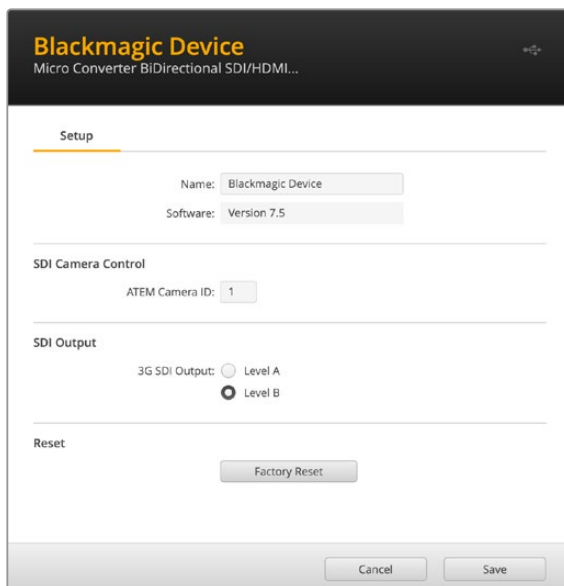 Blackmagic Device
Micro Converter BiDirectional SDI/HDMI...
Setup
Name: Blackmagic Device
Software: Version 7.5
SDI Camera Control
ATEM Camera ID: 1
SDI Output
3G SDI Output: Level A
Level B
Reset
Factory Reset
Cancel Save